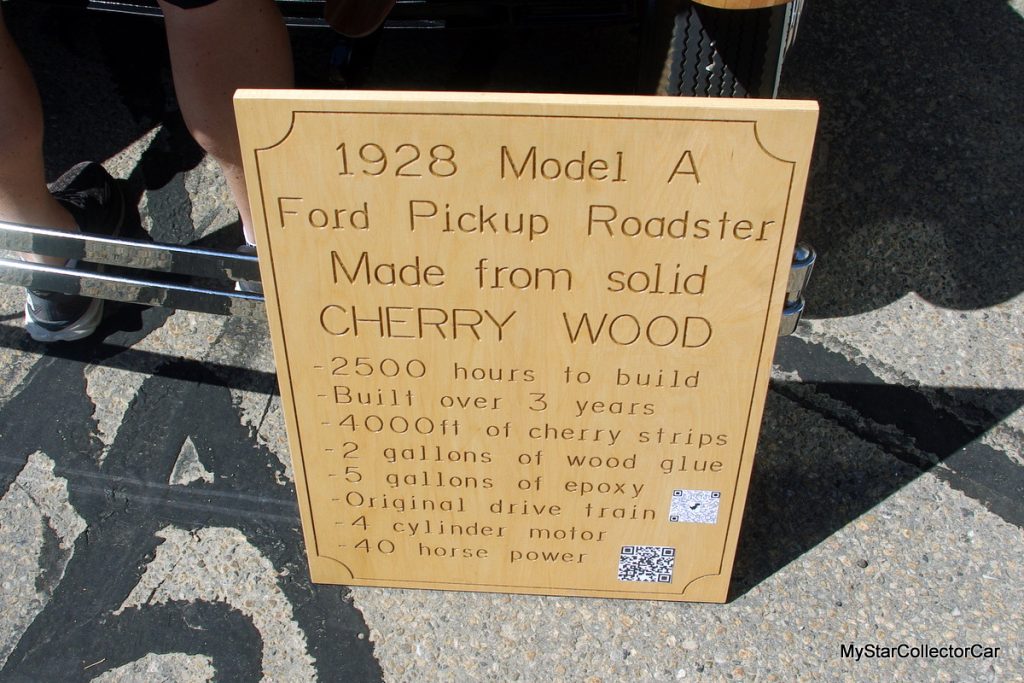 1928 Model A
Ford Pickup Roadster
Made from solid
CHERRY WOOD
-2500 hours to build
-Built over 3 years
-4000ft of cherry strips
-2 gallons of wood glue
-5 gallons of epoxy
-Original drive train
-4 cylinder motor
-40 horse power
MyStarCollectorCar